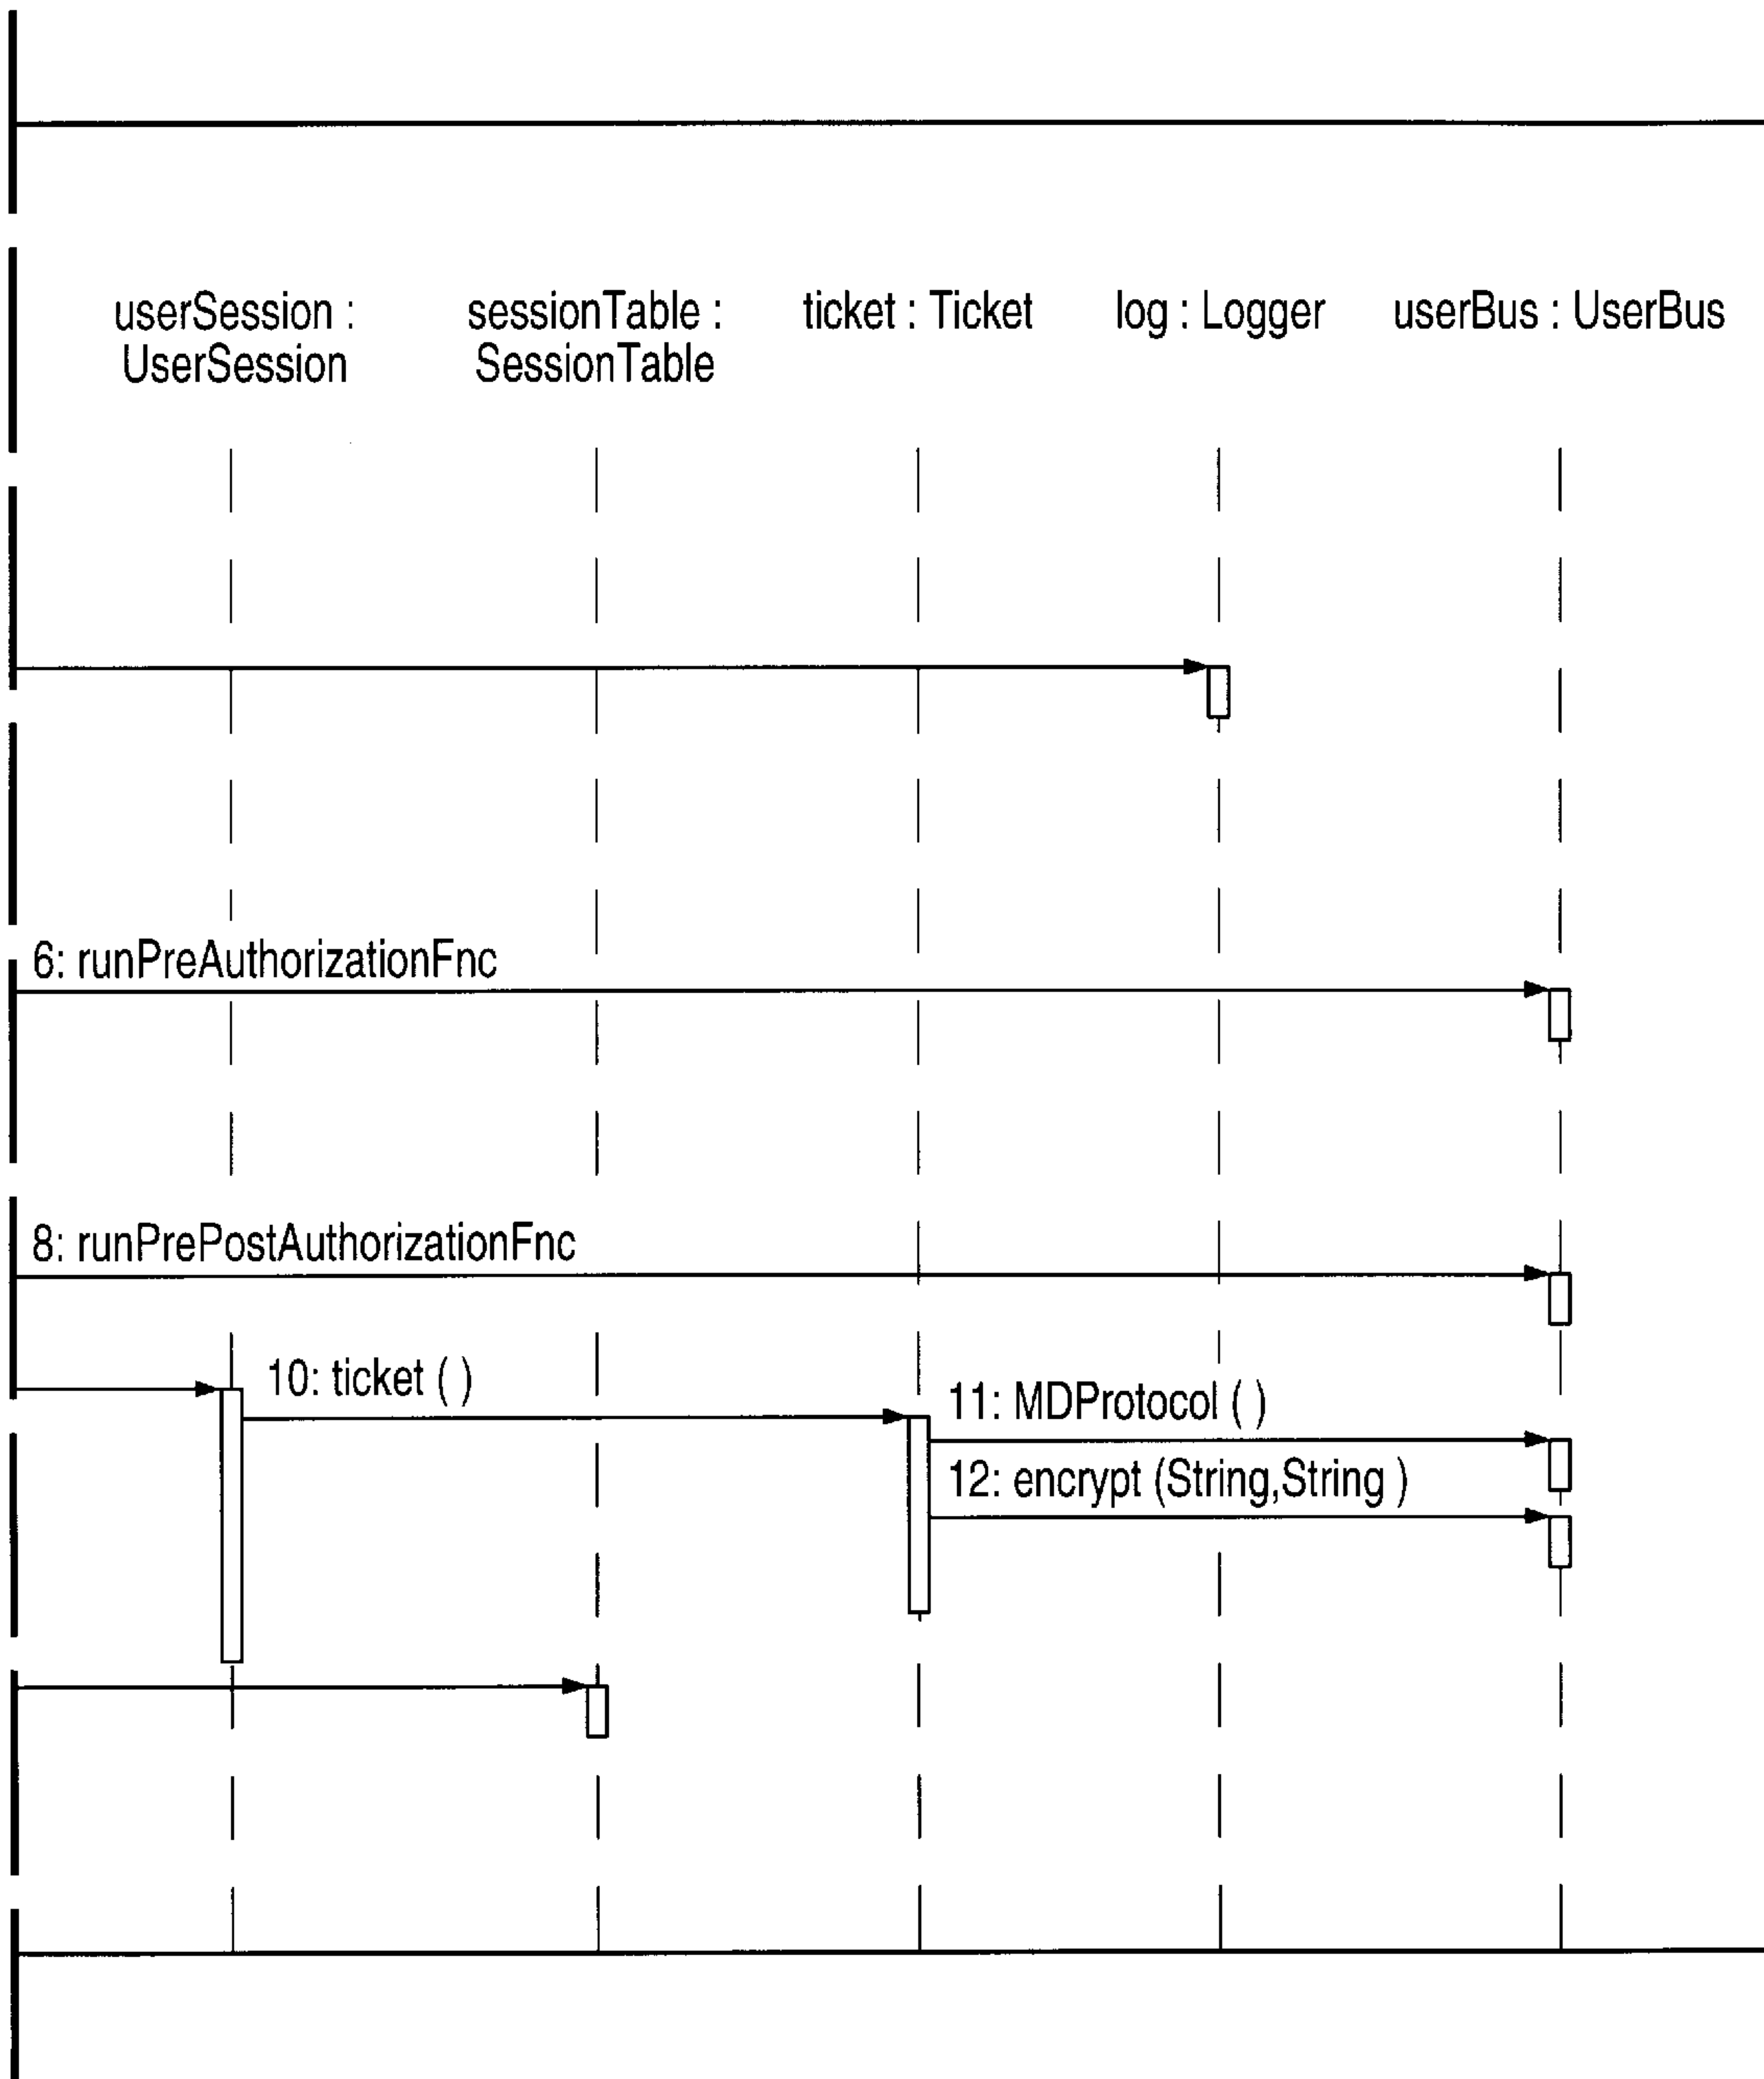 userSession :
UserSession
sessionTable :
SessionTable
ticket : Ticket
log : Logger
userBus : UserBus
6: runPreAuthorizationFnc
8: runPrePostAuthorizationFnc
10: ticket ( )
11: MDProtocol ( )
12: encrypt (String,String )